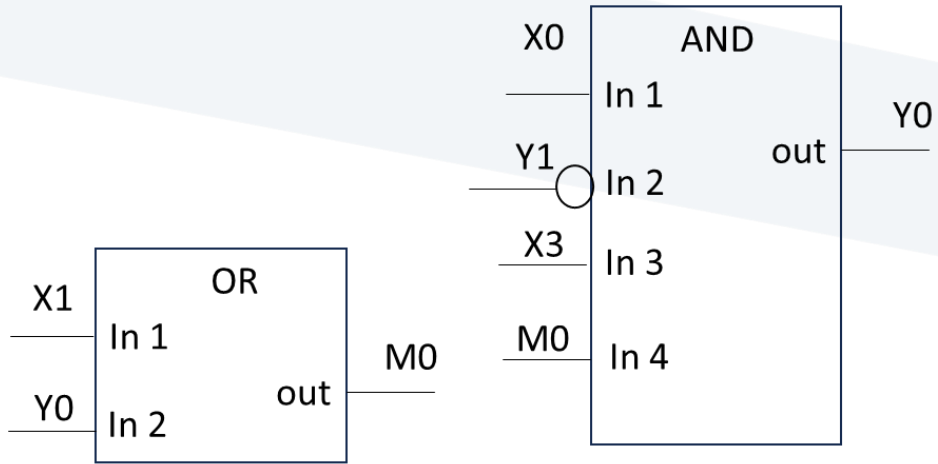 X1
Y0
OR
In 1
In 2
out
M0
X0
Y1
X3
M0
AND
In 1
In 2
In 3
In 4
out
Y0